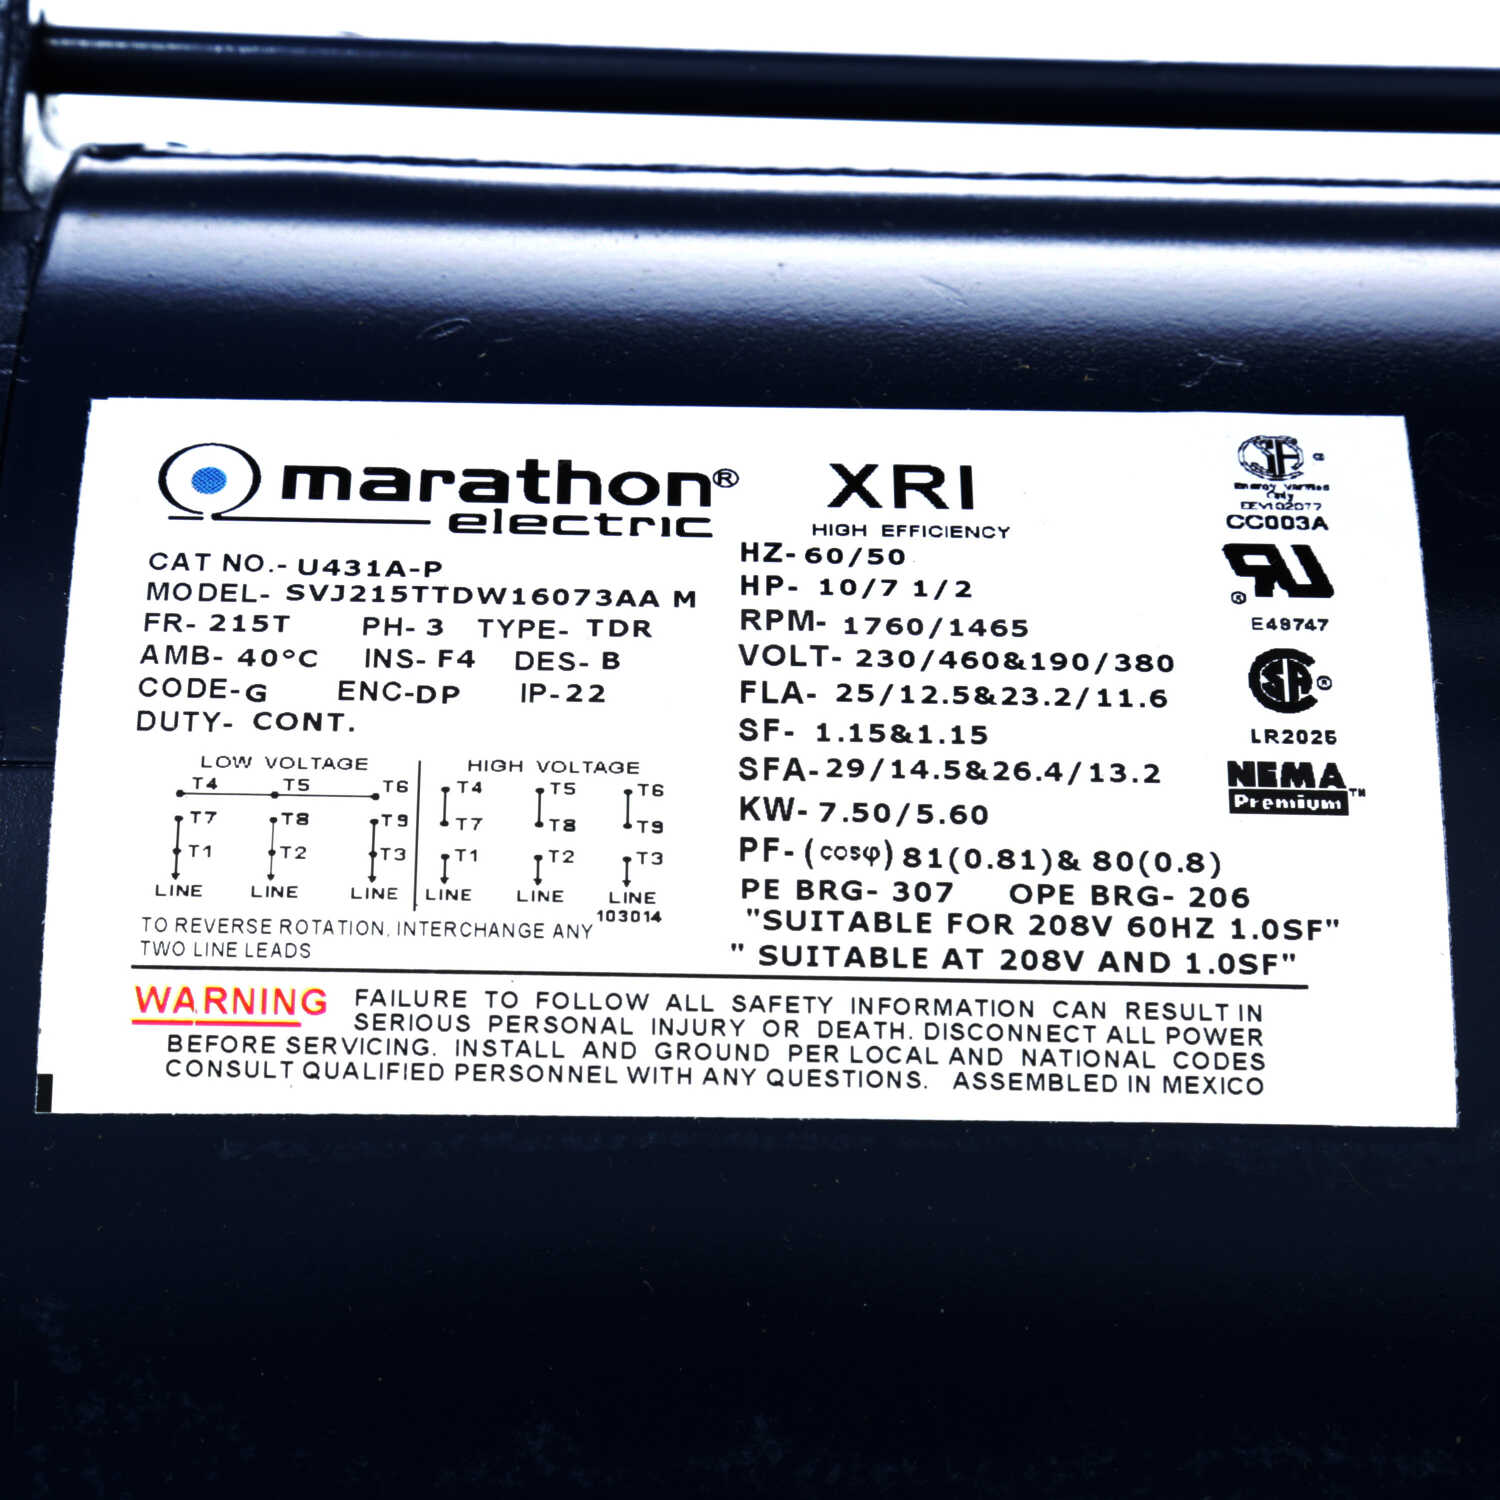 marathon®
electric
XRI
HIGH EFFICIENCY
CAT NO.- U431A-P
MODEL- SVJ215TTDW16073AA M
FR- 215T PH- 3 TYPE- TDR
AMB- 40°C INS- F4 DES- B
CODE-G ENC-DP IP-22
DUTY- CONT.
LOW VOLTAGE
T4 T5 T6
T7 T8 T9
T1 T2 T3
LINE LINE LINE
HIGH VOLTAGE
T4 T5 T6
T7 T8 T9
T1 T2 T3
LINE LINE LINE
103014
TO REVERSE ROTATION, INTERCHANGE ANY
TWO LINE LEADS
HZ- 60/50
HP- 10/7 1/2
RPM- 1760/1465
VOLT- 230/460&190/380
FLA- 25/12.5&23.2/11.6
SF- 1.15&1.15
SFA-29/14.5&26.4/13.2
KW- 7.50/5.60
PF- (cosφ) 81(0.81)& 80(0.8)
PE BRG- 307 OPE BRG- 206
"SUITABLE FOR 208V 60HZ 1.0SF"
" SUITABLE AT 208V AND 1.0SF"
Energy Verified
Only
EEV102077
CC003A
®
E49747
®
LR2025
NEMA
Premium™
WARNING FAILURE TO FOLLOW ALL SAFETY INFORMATION CAN RESULT IN
SERIOUS PERSONAL INJURY OR DEATH. DISCONNECT ALL POWER
BEFORE SERVICING. INSTALL AND GROUND PER LOCAL AND NATIONAL CODES
CONSULT QUALIFIED PERSONNEL WITH ANY QUESTIONS. ASSEMBLED IN MEXICO